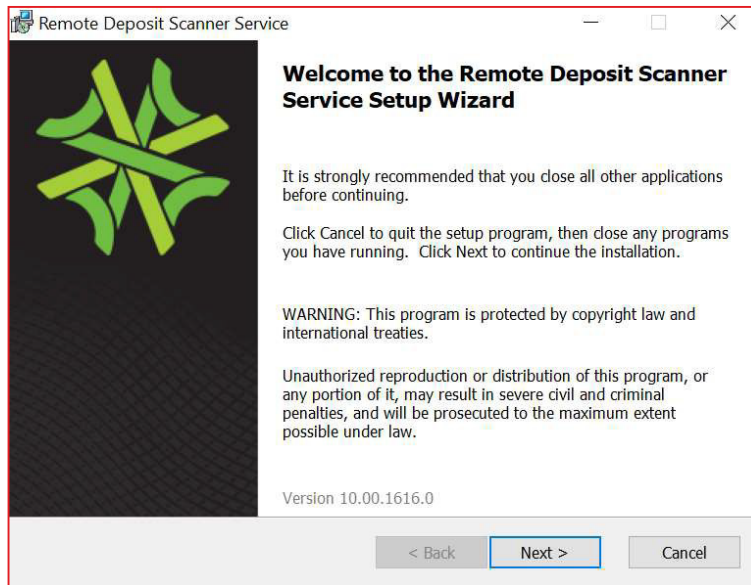 Remote Deposit Scanner Service
Welcome to the Remote Deposit Scanner
Service Setup Wizard
It is strongly recommended that you close all other applications
before continuing.
Click Cancel to quit the setup program, then close any programs
you have running.  Click Next to continue the installation.
WARNING: This program is protected by copyright law and
international treaties.
Unauthorized reproduction or distribution of this program, or
any portion of it, may result in severe civil and criminal
penalties, and will be prosecuted to the maximum extent
possible under law.
Version 10.00.1616.0
< Back
Next >
Cancel